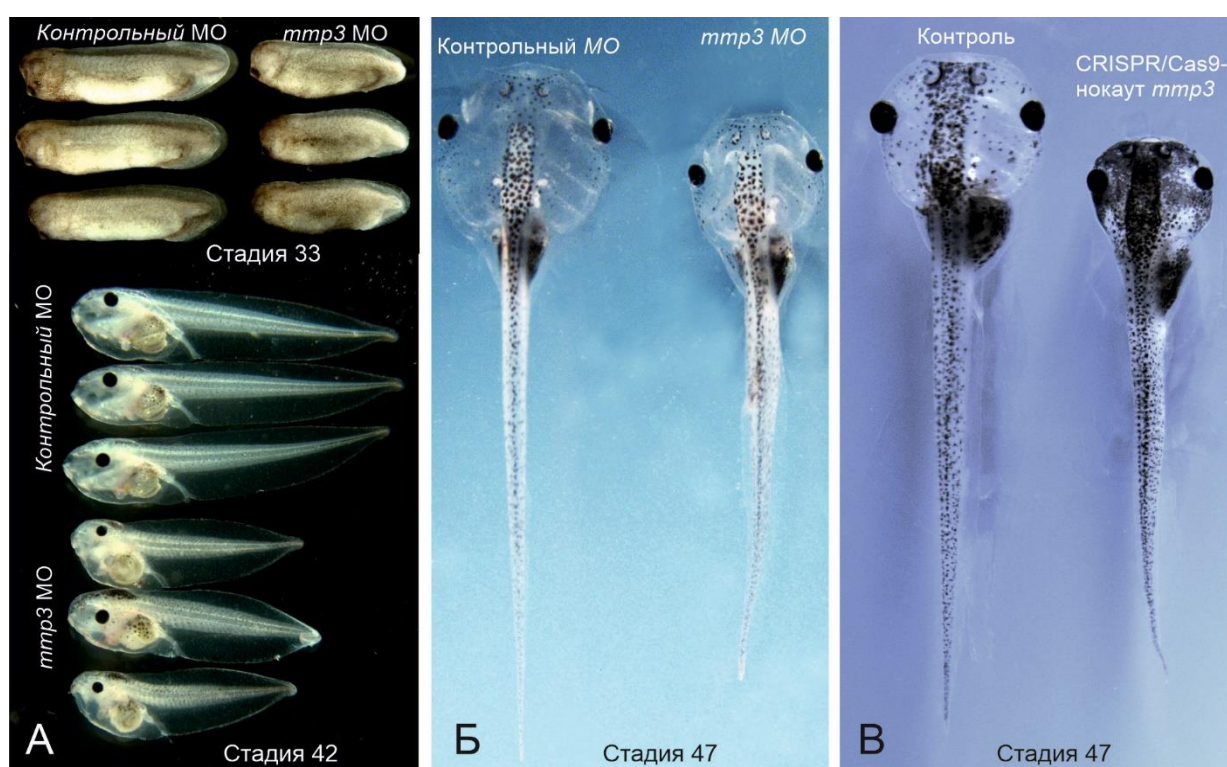 Контрольный МО
mmp3 МО
Стадия 33
Контрольный МО
mmp3 МО
А
Стадия 42
Контрольный МО
mmp3 МО
Б
Стадия 47
Контроль
CRISPR/Cas9-
нокаут mmp3
В
Стадия 47